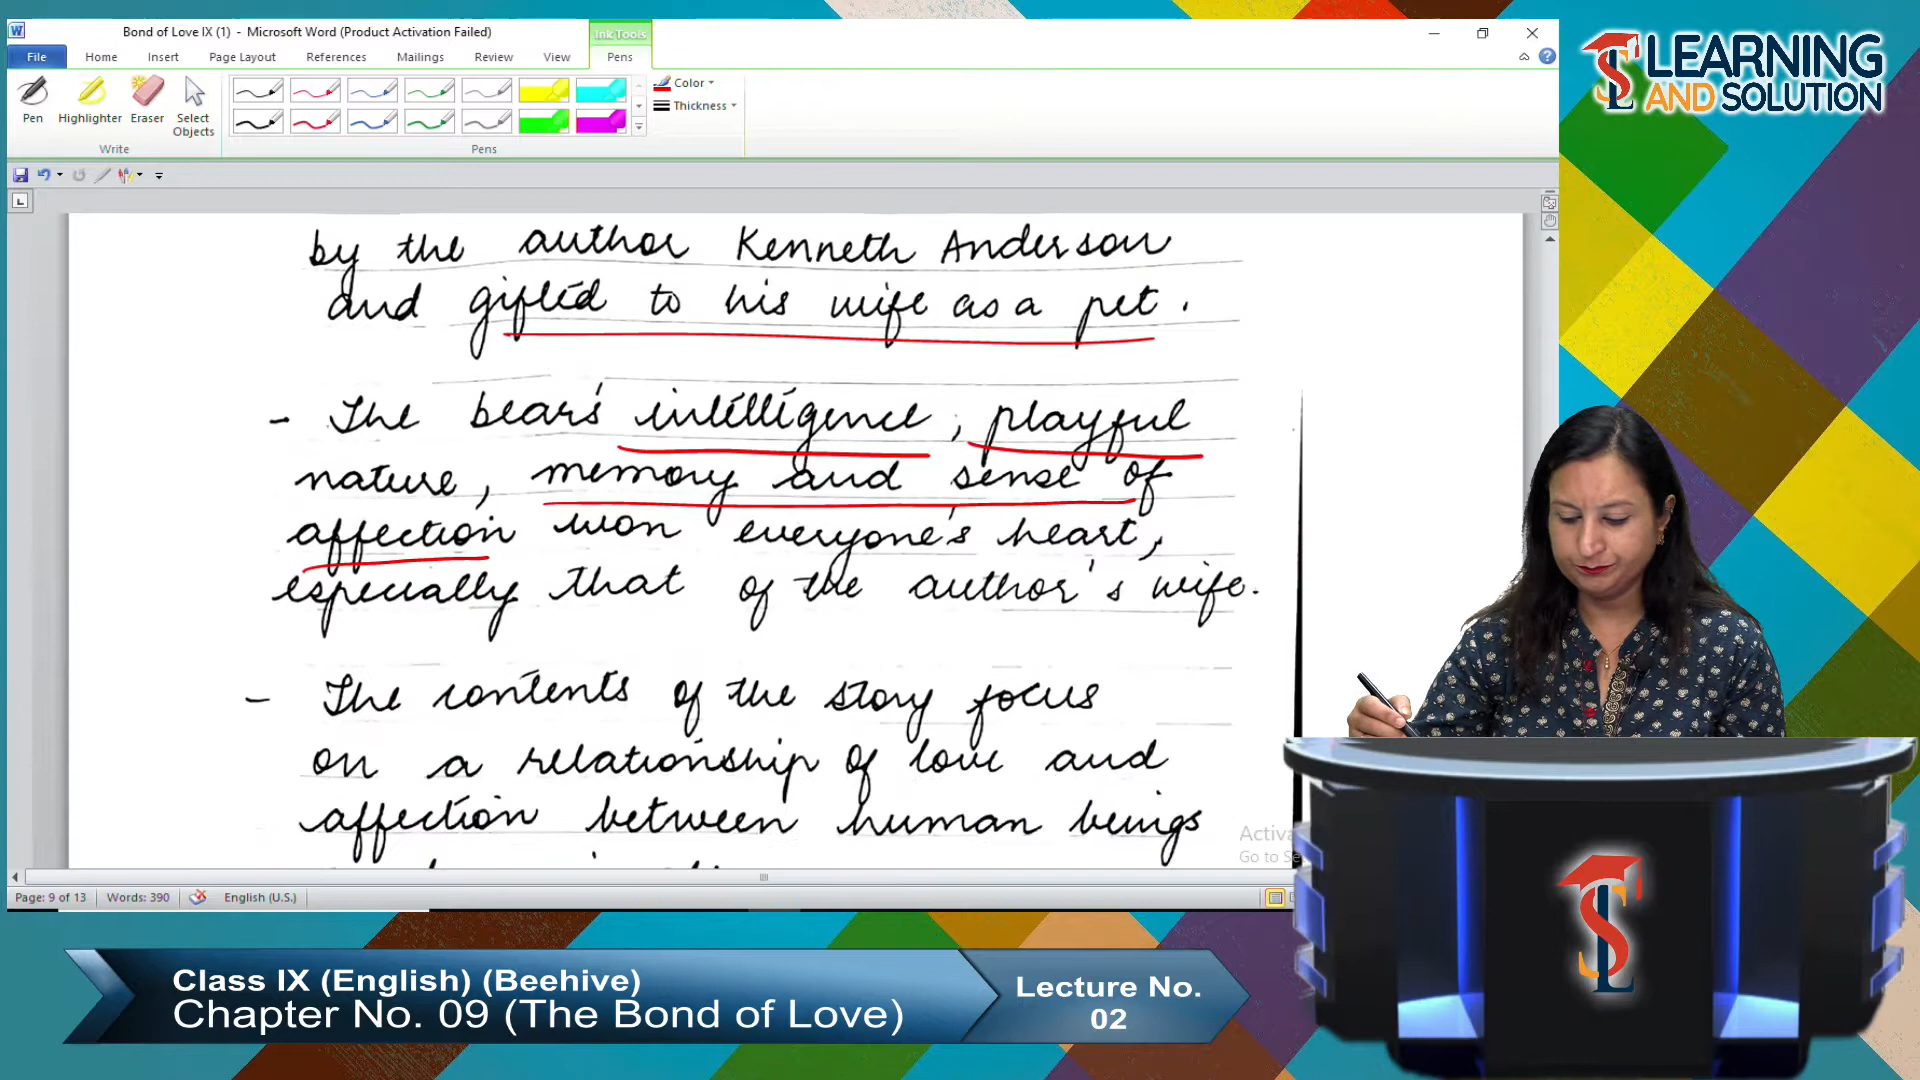 Bond of Love IX (1) - Microsoft Word (Product Activation Failed)
Ink Tools
File Home Insert Page Layout References Mailings Review View Pens
Pen Highlighter Eraser Select Objects
Color
Thickness
Write Pens
by the author Kenneth Anderson
and gifted to his wife as a pet.
- The bear's intelligence, playful
nature, memory and sense of
affection won everyone's heart,
especially that of the author's wife.
- The contents of the story focus
on a relationship of love and
affection between human beings
Activa
Go to Se
Page: 9 of 13 Words: 390 English (U.S.)
LEARNING
AND SOLUTION
Class IX (English) (Beehive)
Chapter No. 09 (The Bond of Love)
Lecture No.
02